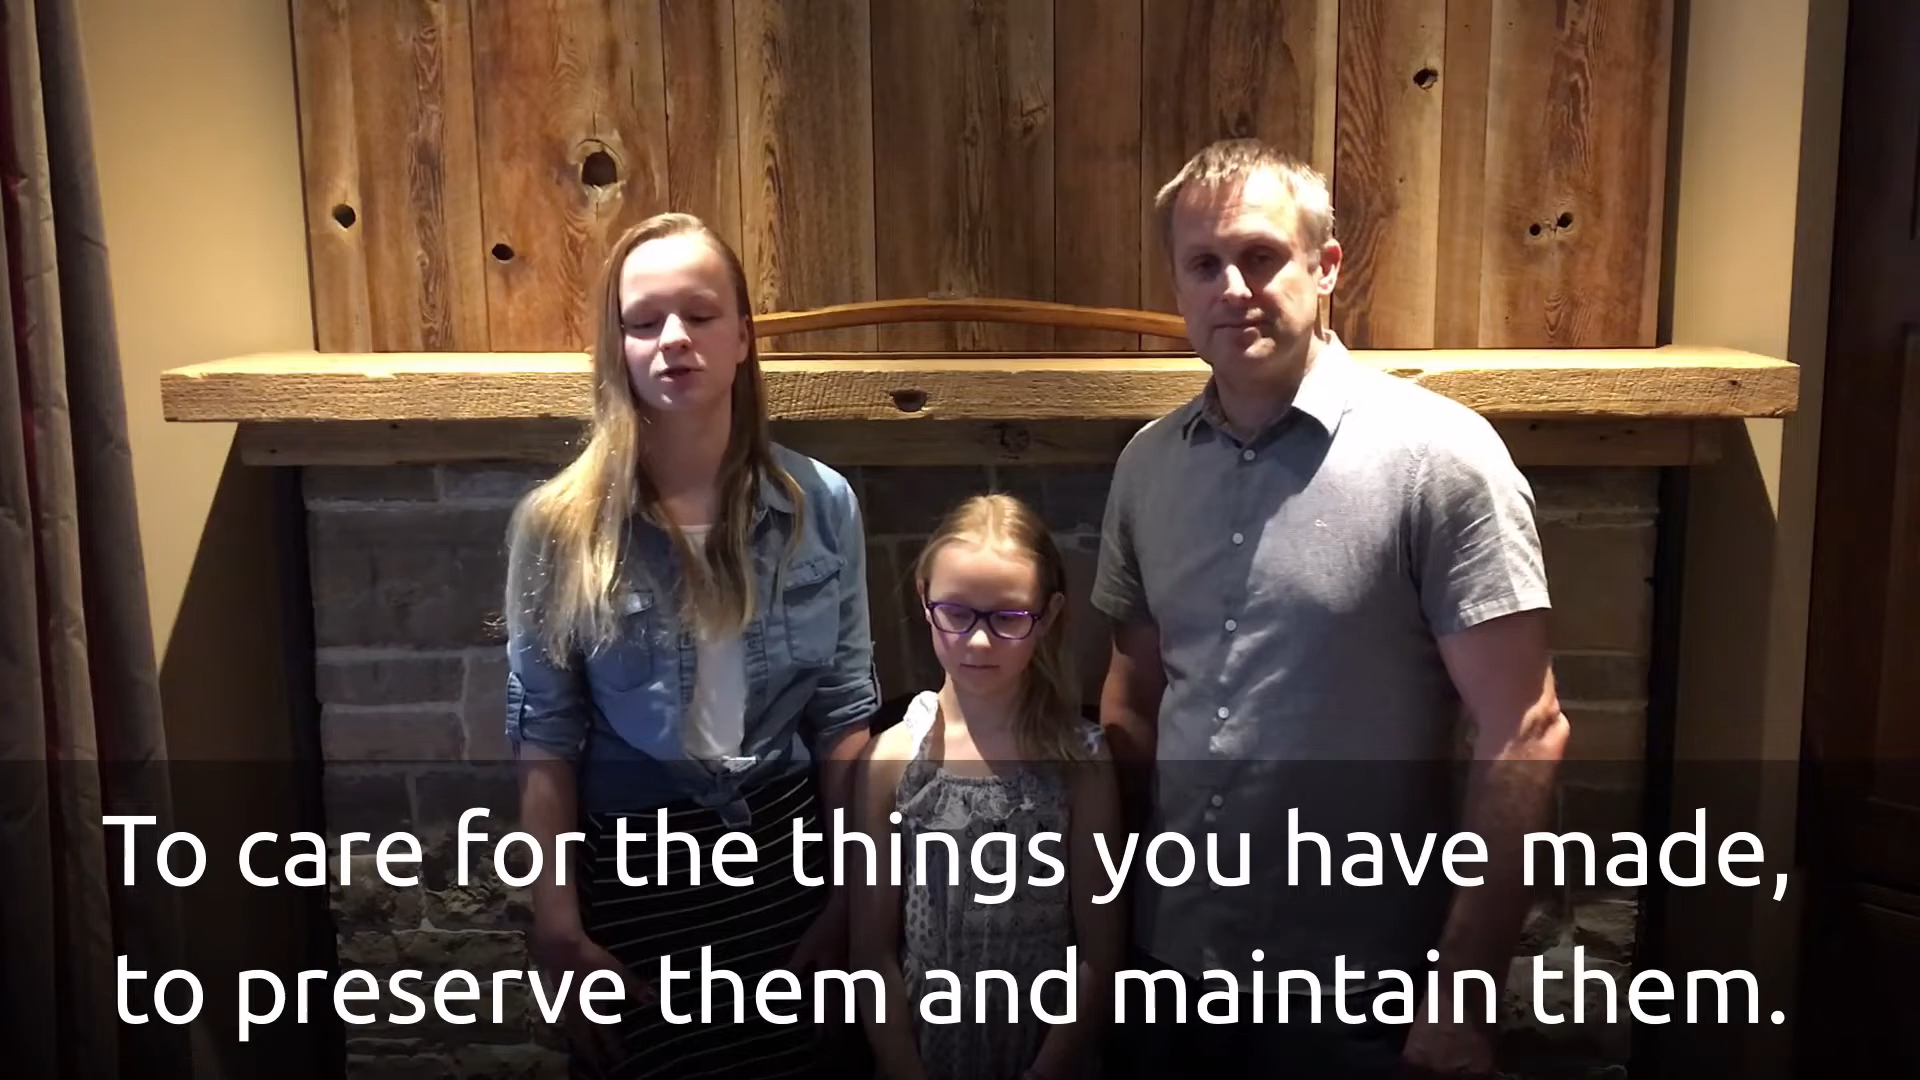 To care for the things you have made,
to preserve them and maintain them.